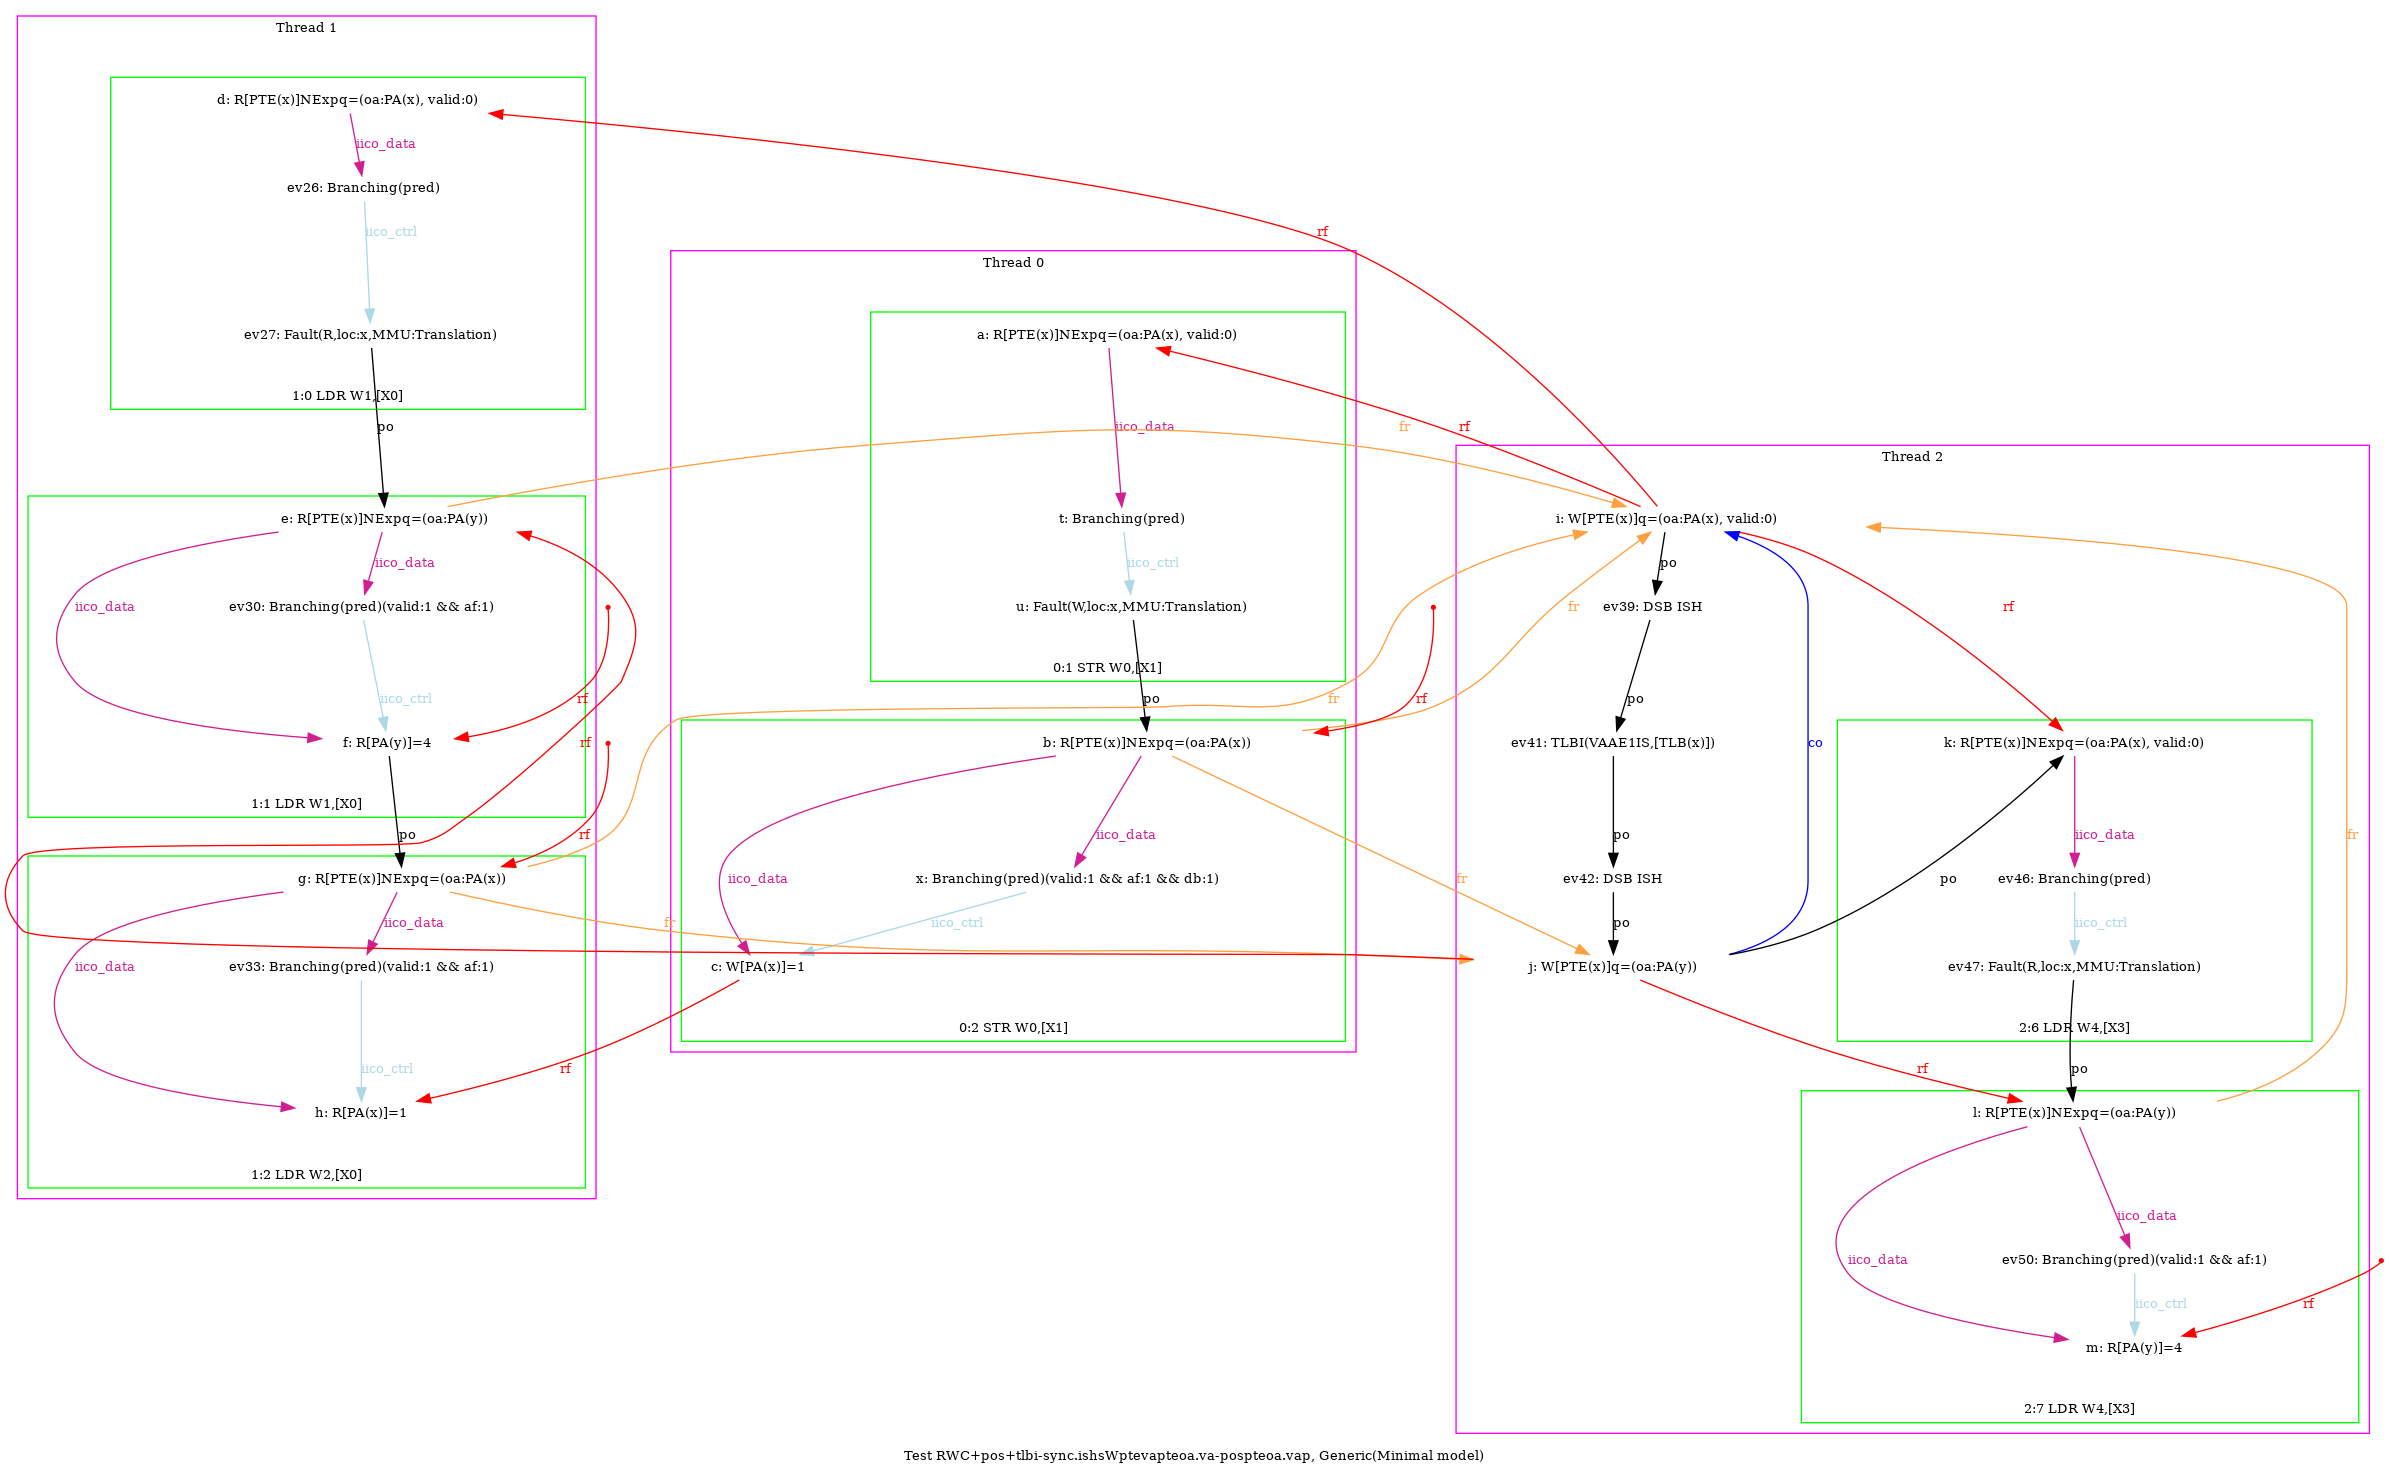 Thread 1
d: R[PTE(x)]NExpq=(oa:PA(x), valid:0)
iico_data
ev26: Branching(pred)
iico_ctrl
rf
Thread 0
ev27: Fault(R,loc:x,MMU:Translation)
a: R[PTE(x)]NExpq=(oa:PA(x), valid:0)
1:0 LDR W1,[X0]
po
iico_data
fr
rf
Thread 2
e: R[PTE(x)]NExpq=(oa:PA(y))
t: Branching(pred)
i: W[PTE(x)]q=(oa:PA(x), valid:0)
iico_data
iico_ctrl
po
iico_data
ev30: Branching(pred)(valid:1 && af:1)
u: Fault(W,loc:x,MMU:Translation)
fr
ev39: DSB ISH
rf
0:1 STR W0,[X1]
iico_ctrl
rf
po
fr
rf
po
f: R[PA(y)]=4
rf
b: R[PTE(x)]NExpq=(oa:PA(x))
ev41: TLBI(VAAE1IS,[TLB(x)])
co
k: R[PTE(x)]NExpq=(oa:PA(x), valid:0)
1:1 LDR W1,[X0]
po
rf
iico_data
po
iico_data
fr
g: R[PTE(x)]NExpq=(oa:PA(x))
iico_data
x: Branching(pred)(valid:1 && af:1 && db:1)
fr
ev42: DSB ISH
po
ev46: Branching(pred)
iico_data
fr
iico_ctrl
po
iico_ctrl
iico_data
ev33: Branching(pred)(valid:1 && af:1)
c: W[PA(x)]=1
j: W[PTE(x)]q=(oa:PA(y))
ev47: Fault(R,loc:x,MMU:Translation)
0:2 STR W0,[X1]
2:6 LDR W4,[X3]
iico_ctrl
rf
rf
po
h: R[PA(x)]=1
l: R[PTE(x)]NExpq=(oa:PA(y))
1:2 LDR W2,[X0]
iico_data
iico_data
ev50: Branching(pred)(valid:1 && af:1)
iico_ctrl
rf
m: R[PA(y)]=4
2:7 LDR W4,[X3]
Test RWC+pos+tlbi-sync.ishsWptevapteoa.va-pospteoa.vap, Generic(Minimal model)